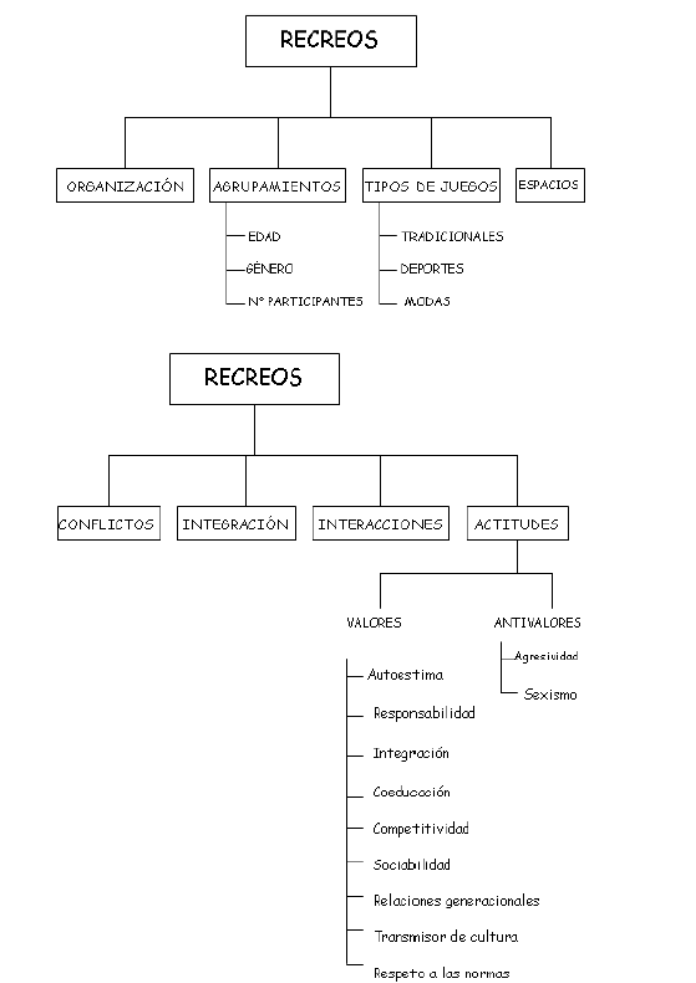 RECREOS
ORGANIZACIÓN AGRUPAMIENTOS TIPOS DE JUEGOS ESPACIOS
EDAD TRADICIONALES
GÉNERO DEPORTES
Nº PARTICIPANTES MODAS
RECREOS
CONFLICTOS INTEGRACIÓN INTERACCIONES ACTITUDES
VALORES ANTIVALORES
Agresividad
Autoestima
Sexismo
Responsabilidad
Integración
Coeducación
Competitividad
Sociabilidad
Relaciones generacionales
Transmisor de cultura
Respeto a las normas